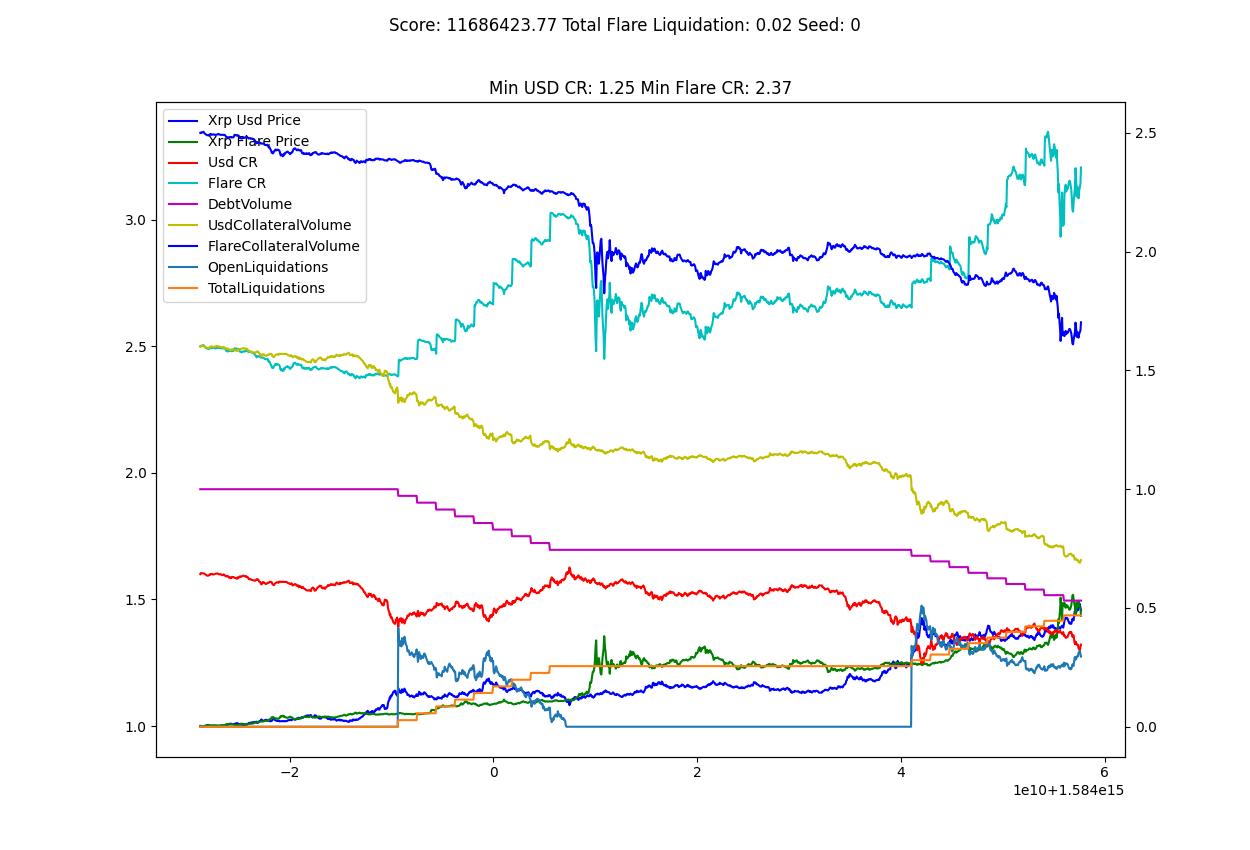 Score: 11686423.77 Total Flare Liquidation: 0.02 Seed: 0
Min USD CR: 1.25 Min Flare CR: 2.37
Xrp Usd Price
Xrp Flare Price
Usd CR
Flare CR
DebtVolume
UsdCollateralVolume
FlareCollateralVolume
OpenLiquidations
TotalLiquidations
3.0
2.5
2.0
1.5
1.0
2.5
2.0
1.5
1.0
0.5
0.0
−2
0
2
4
6
1e10+1.584e15